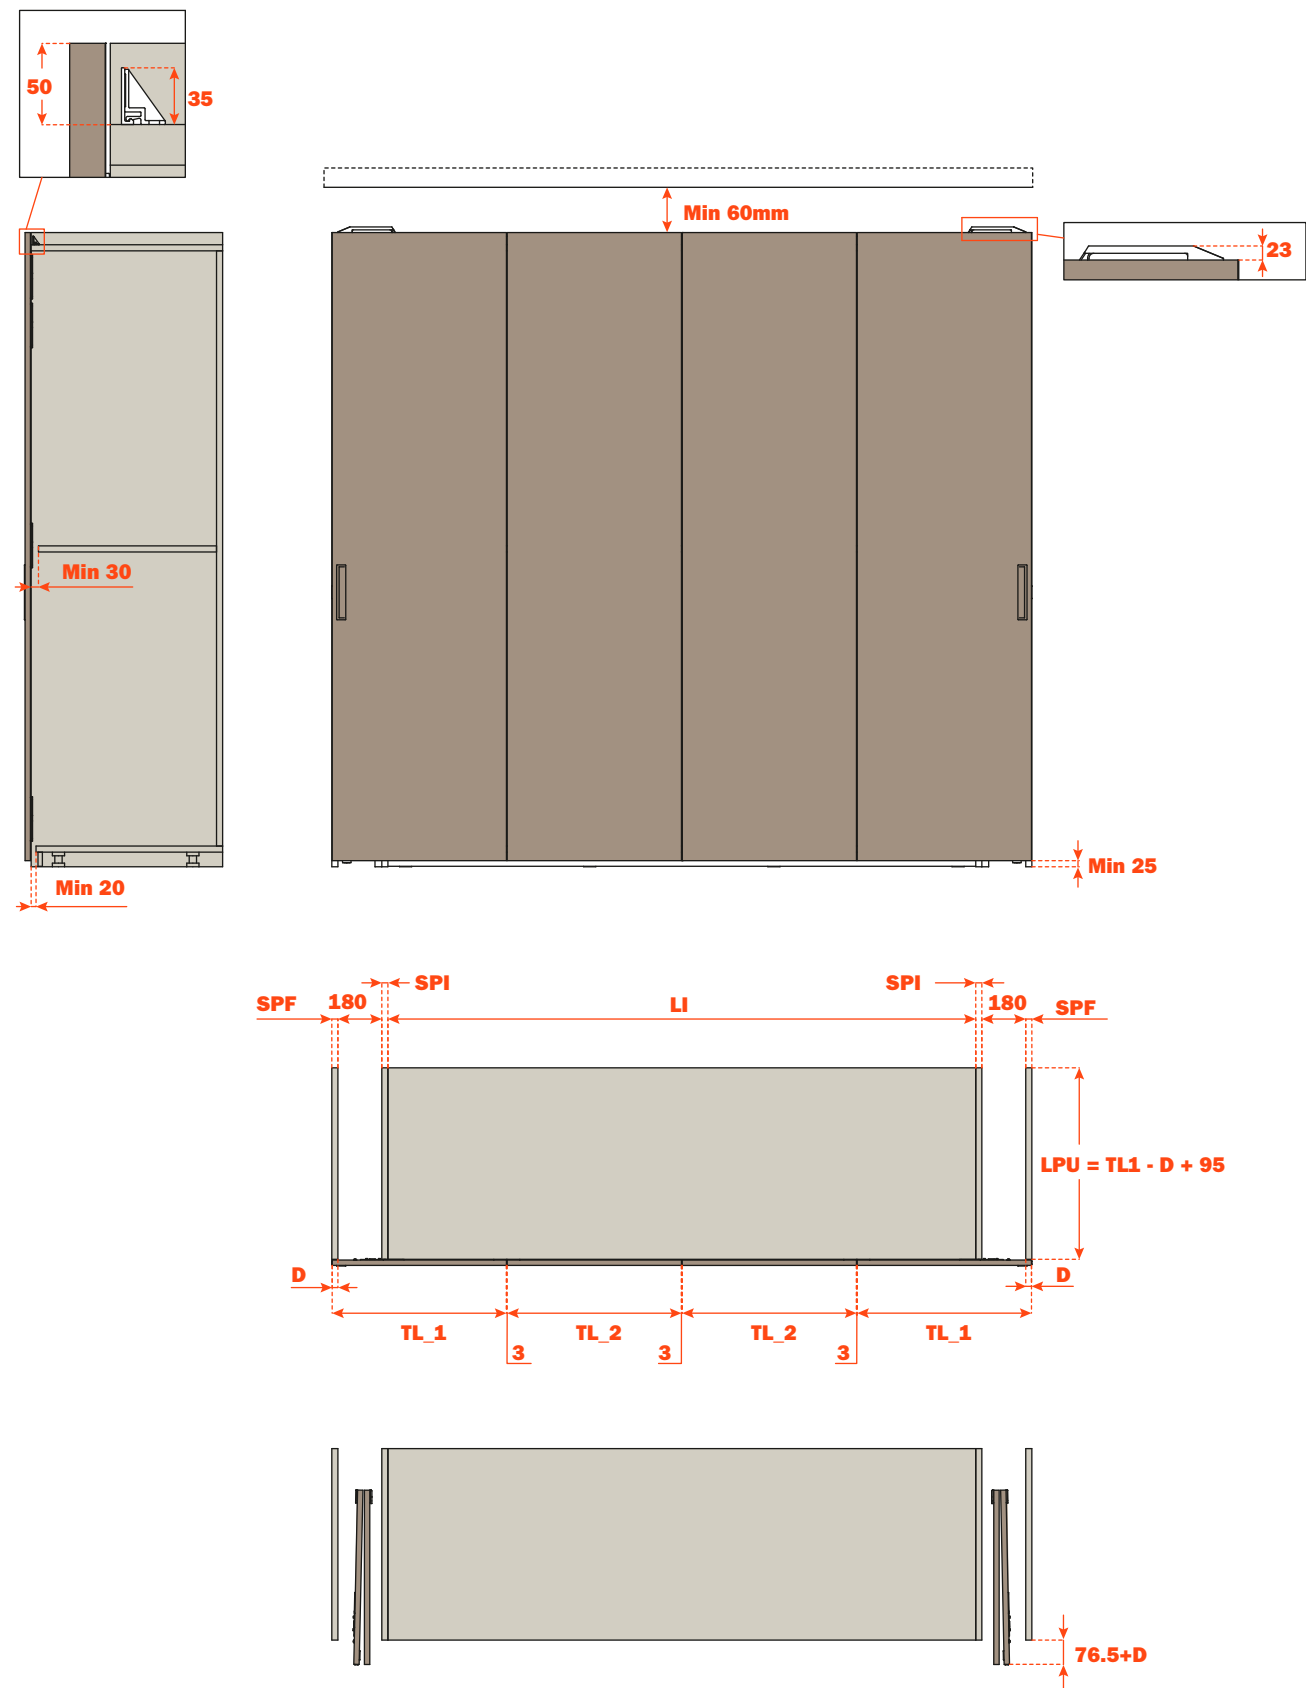 50
35
Min 60mm
23
Min 30
Min 20
Min 25
SPI
SPI
SPF
180
LI
180
SPF
LPU = TL1 - D + 95
D
D
TL_1
TL_2
TL_2
TL_1
3
3
3
76.5+D